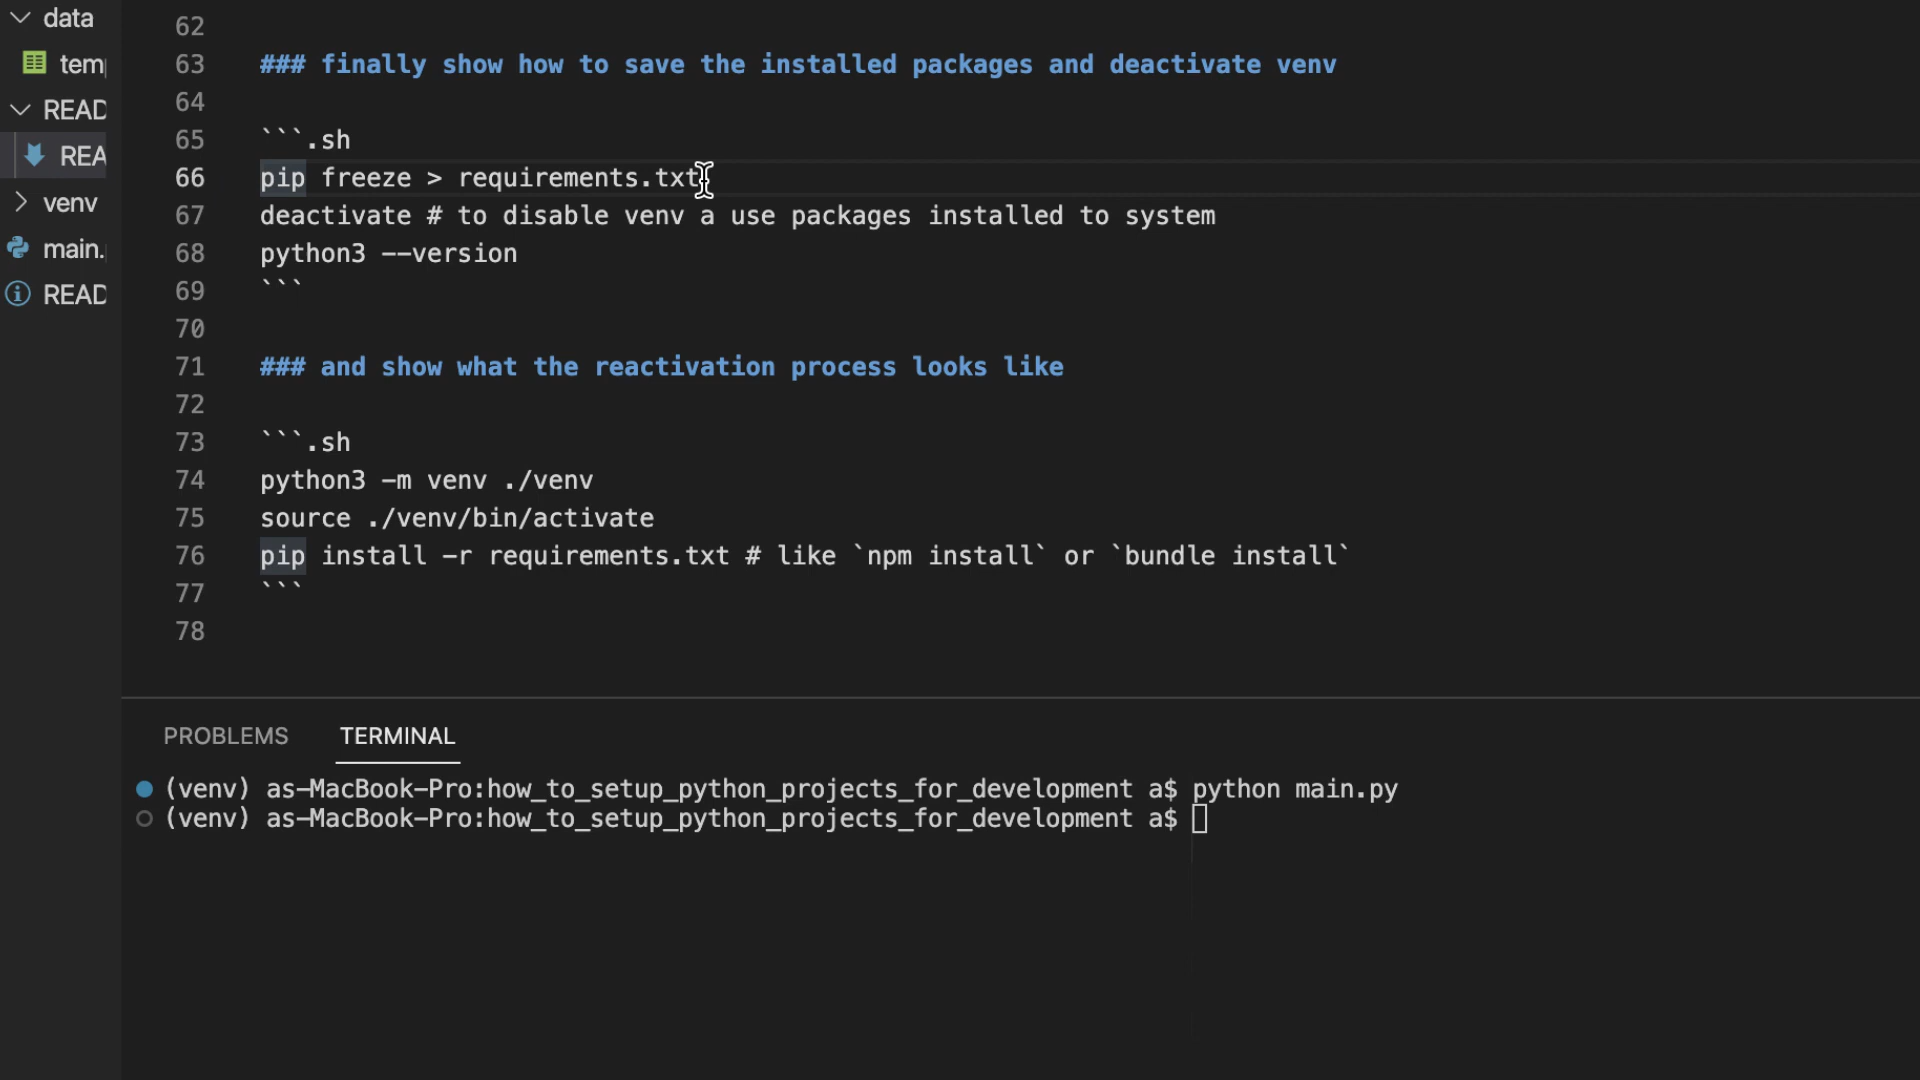 data
tem
READ
REA
venv
main.
READ
62
63 ### finally show how to save the installed packages and deactivate venv
64
65 ```.sh
66 pip freeze > requirements.txt
67 deactivate # to disable venv a use packages installed to system
68 python3 --version
69 ```
70
71 ### and show what the reactivation process looks like
72
73 ```.sh
74 python3 -m venv ./venv
75 source ./venv/bin/activate
76 pip install -r requirements.txt # like `npm install` or `bundle install`
77 ```
78
PROBLEMS TERMINAL
(venv) as-MacBook-Pro:how_to_setup_python_projects_for_development a$ python main.py
(venv) as-MacBook-Pro:how_to_setup_python_projects_for_development a$